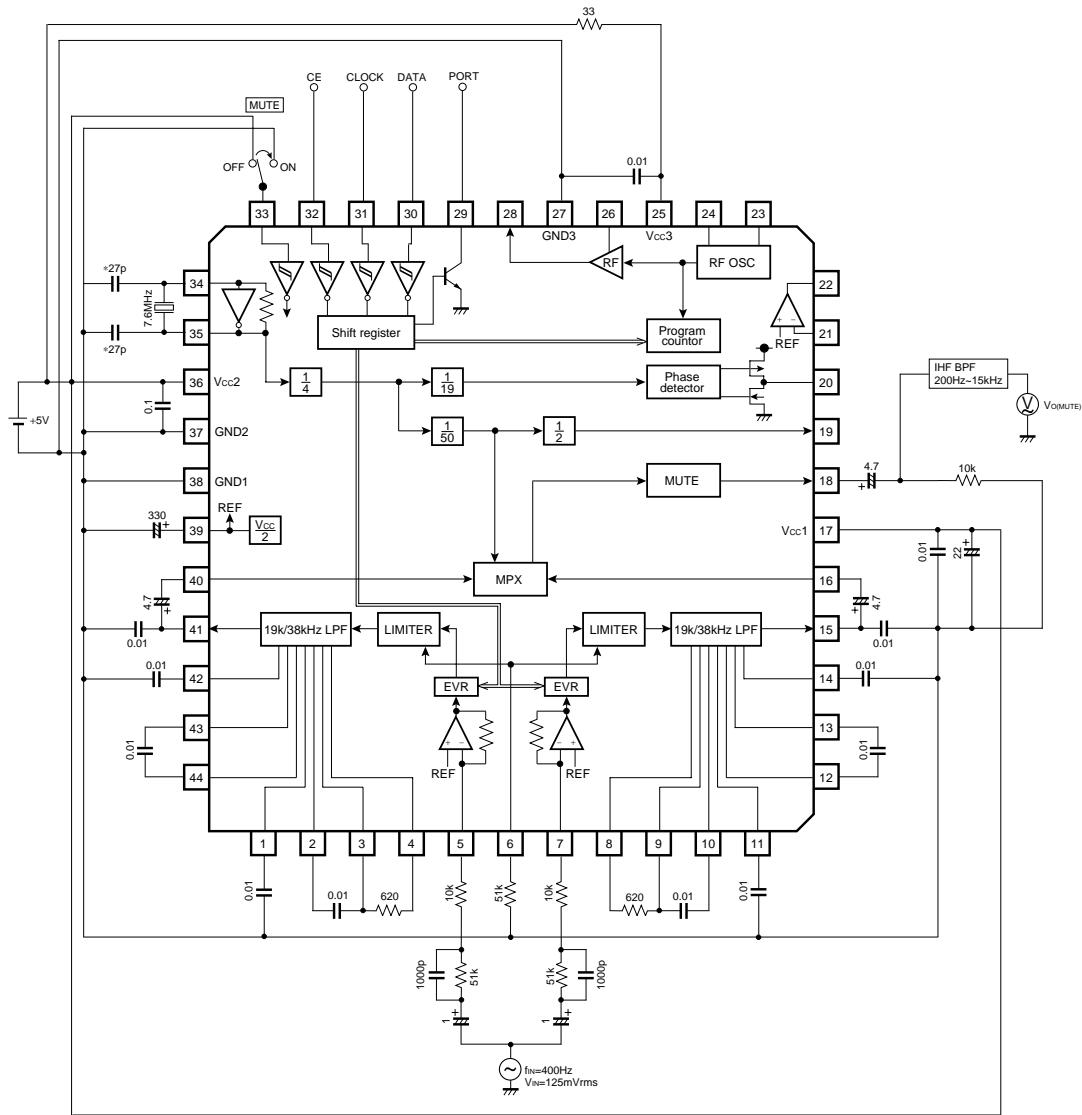 33
CE CLOCK DATA PORT
MUTE
OFF ON
0.01
33 32 31 30 29 28 27 26 25 24 23
GND3 Vcc3
RF RF OSC
*27p
34
7.6MHz
35
*27p
Shift register
Program
countor
22
+ −
REF
21
36 Vcc2
0.1
+5V
37 GND2
1
4
1
19
Phase
detector
20
IHF BPF
200Hz~15kHz
V
VO(MUTE)
1
50
1
2
19
38 GND1
MUTE
18
4.7
+
10k
REF
330
+
39
Vcc
2
Vcc1
17
0.01
22
+
40
MPX
16
4.7
+
4.7
+
0.01
41
19k/38kHz LPF
LIMITER
LIMITER
19k/38kHz LPF
15
0.01
0.01
42
14
0.01
EVR
EVR
43
0.01
44
+ −
REF
− +
REF
13
0.01
12
1 2 3 4 5 6 7 8 9 10 11
0.01
0.01
620
10k
51k
10k
620
0.01
0.01
1000p
51k
51k
1000p
1
+
1
+
fIN=400Hz
VIN=125mVrms